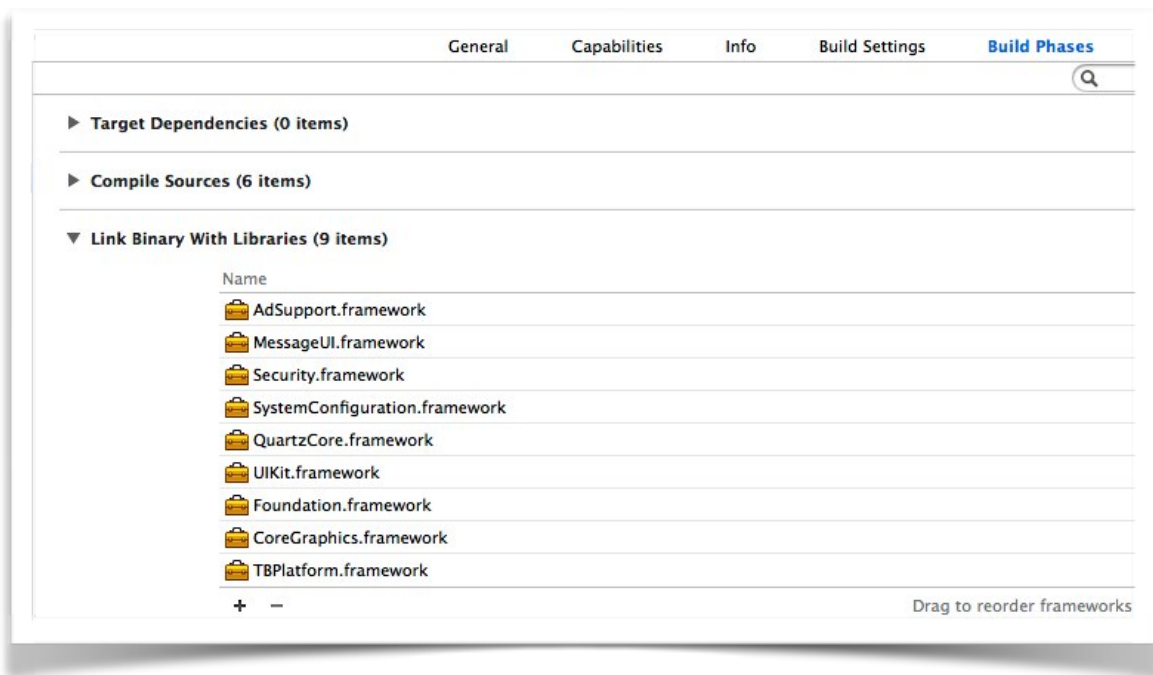 General Capabilities Info Build Settings Build Phases
Target Dependencies (0 items)
Compile Sources (6 items)
Link Binary With Libraries (9 items)
Name
AdSupport.framework
MessageUI.framework
Security.framework
SystemConfiguration.framework
QuartzCore.framework
UIKit.framework
Foundation.framework
CoreGraphics.framework
TBPlatform.framework
+ −
Drag to reorder frameworks